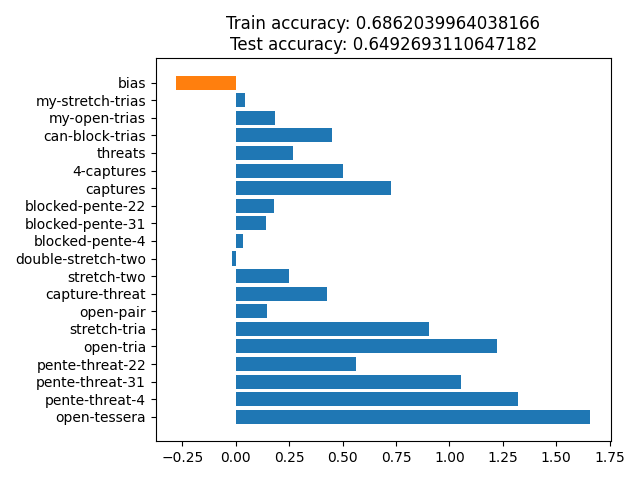 Train accuracy: 0.6862039964038166
Test accuracy: 0.6492693110647182
bias
my-stretch-trias
my-open-trias
can-block-trias
threats
4-captures
captures
blocked-pente-22
blocked-pente-31
blocked-pente-4
double-stretch-two
stretch-two
capture-threat
open-pair
stretch-tria
open-tria
pente-threat-22
pente-threat-31
pente-threat-4
open-tessera
−0.25 0.00 0.25 0.50 0.75 1.00 1.25 1.50 1.75